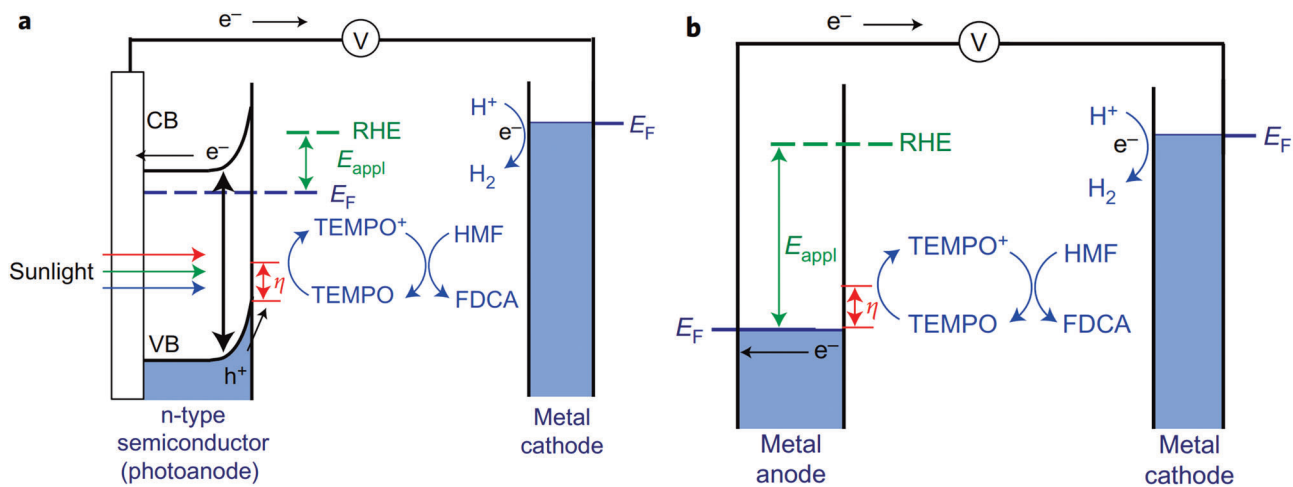 a
e⁻
V
CB
e⁻
RHE
E_appl
E_F
H⁺
e⁻
H₂
E_F
Sunlight
TEMPO⁺
HMF
η
TEMPO
FDCA
VB
h⁺
n-type
semiconductor
(photoanode)
Metal
cathode
b
e⁻
V
RHE
H⁺
e⁻
H₂
E_F
E_appl
TEMPO⁺
HMF
η
E_F
TEMPO
FDCA
e⁻
Metal
anode
Metal
cathode